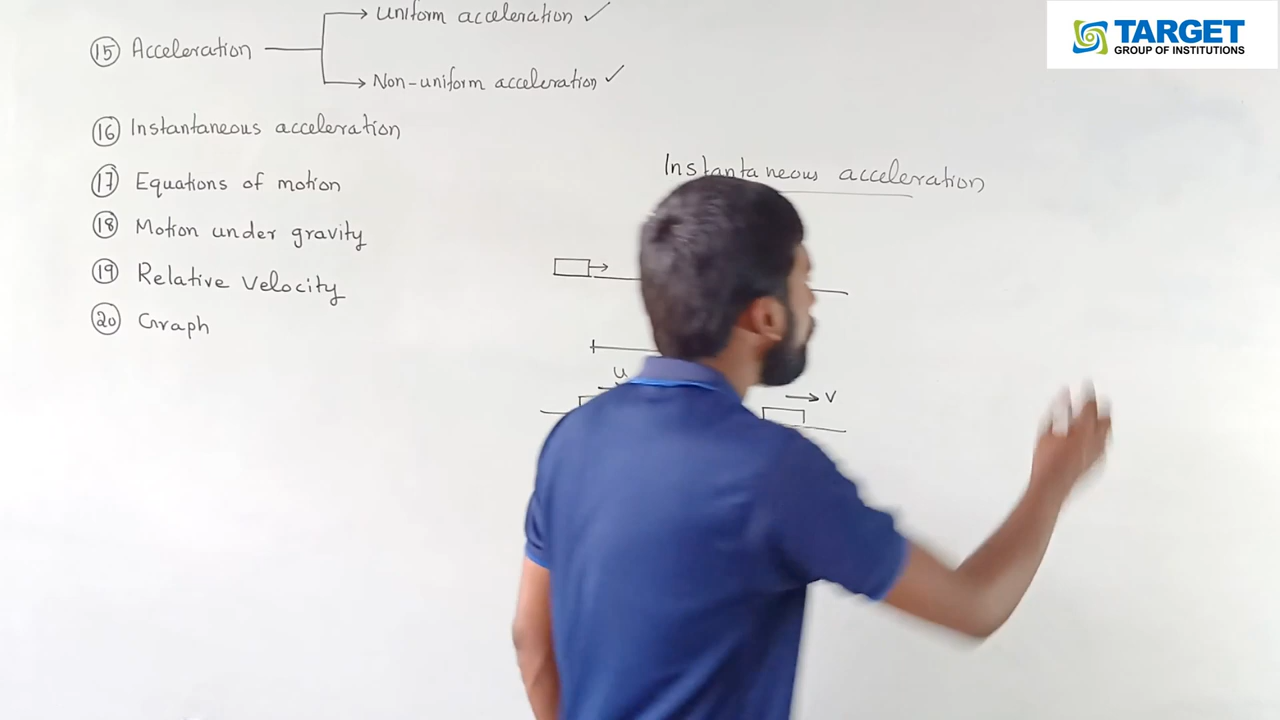 Uniform acceleration ✓
15 Acceleration
Non-uniform acceleration ✓
16 Instantaneous acceleration
17 Equations of motion
18 Motion under gravity
19 Relative Velocity
20 Graph
TARGET
GROUP OF INSTITUTIONS
Instantaneous acceleration
u
v